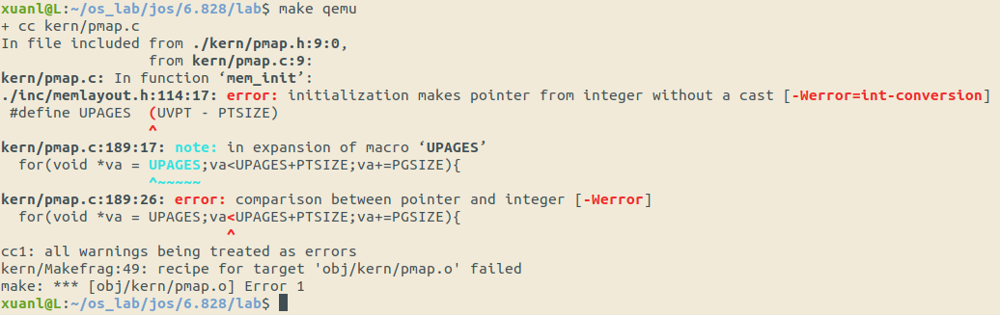 xuanl@L:~/os_lab/jos/6.828/lab$ make qemu
+ cc kern/pmap.c
In file included from ./kern/pmap.h:9:0,
                 from kern/pmap.c:9:
kern/pmap.c: In function ‘mem_init’:
./inc/memlayout.h:114:17: error: initialization makes pointer from integer without a cast [-Werror=int-conversion]
 #define UPAGES  (UVPT - PTSIZE)
                 ^
kern/pmap.c:189:17: note: in expansion of macro ‘UPAGES’
  for(void *va = UPAGES;va<UPAGES+PTSIZE;va+=PGSIZE){
                 ^~~~~~
kern/pmap.c:189:26: error: comparison between pointer and integer [-Werror]
  for(void *va = UPAGES;va<UPAGES+PTSIZE;va+=PGSIZE){
                          ^
cc1: all warnings being treated as errors
kern/Makefrag:49: recipe for target 'obj/kern/pmap.o' failed
make: *** [obj/kern/pmap.o] Error 1
xuanl@L:~/os_lab/jos/6.828/lab$